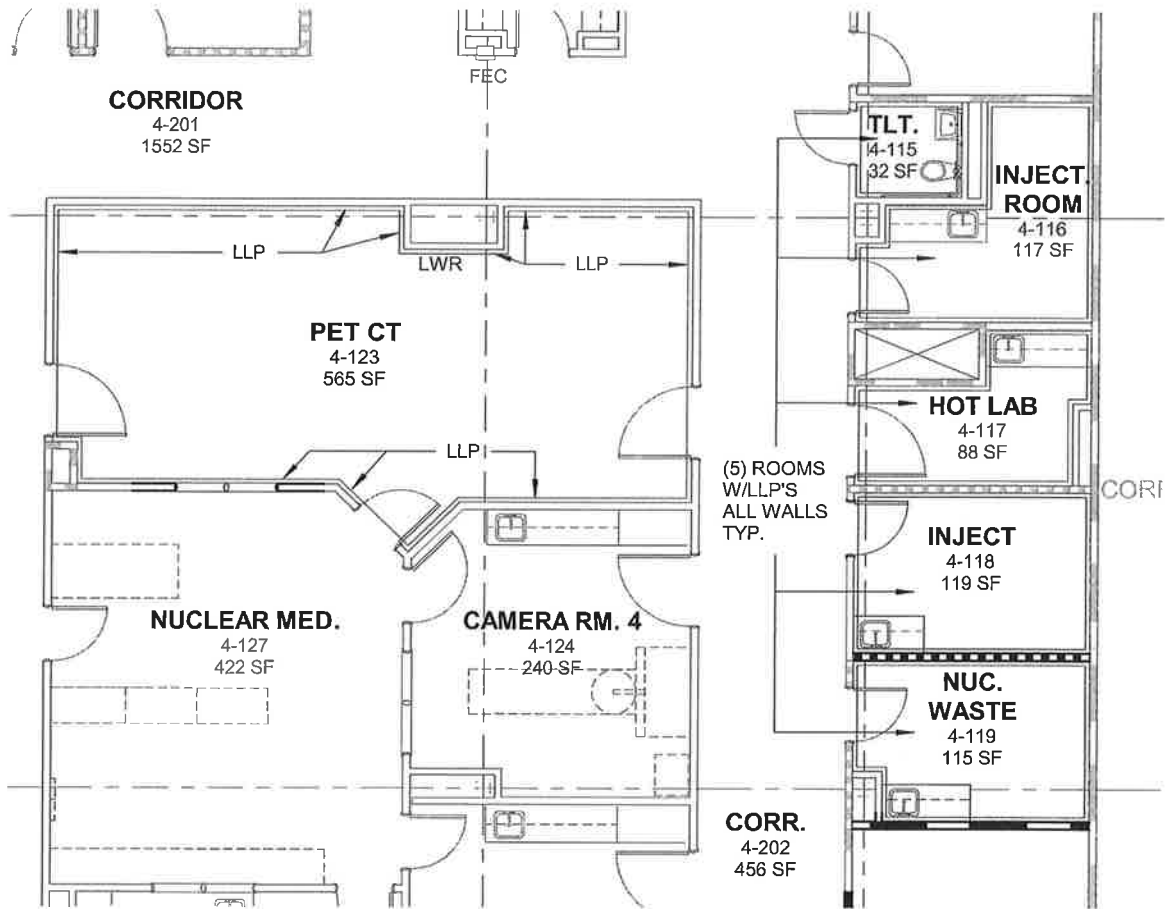 FEC
CORRIDOR
4-201
1552 SF
TLT.
4-115
32 SF
INJECT.
ROOM
4-116
117 SF
LLP
LWR
LLP
PET CT
4-123
565 SF
HOT LAB
4-117
88 SF
LLP
(5) ROOMS
W/LLP'S
ALL WALLS
TYP.
CORR
INJECT
4-118
119 SF
NUCLEAR MED.
4-127
422 SF
CAMERA RM. 4
4-124
240 SF
NUC.
WASTE
4-119
115 SF
CORR.
4-202
456 SF